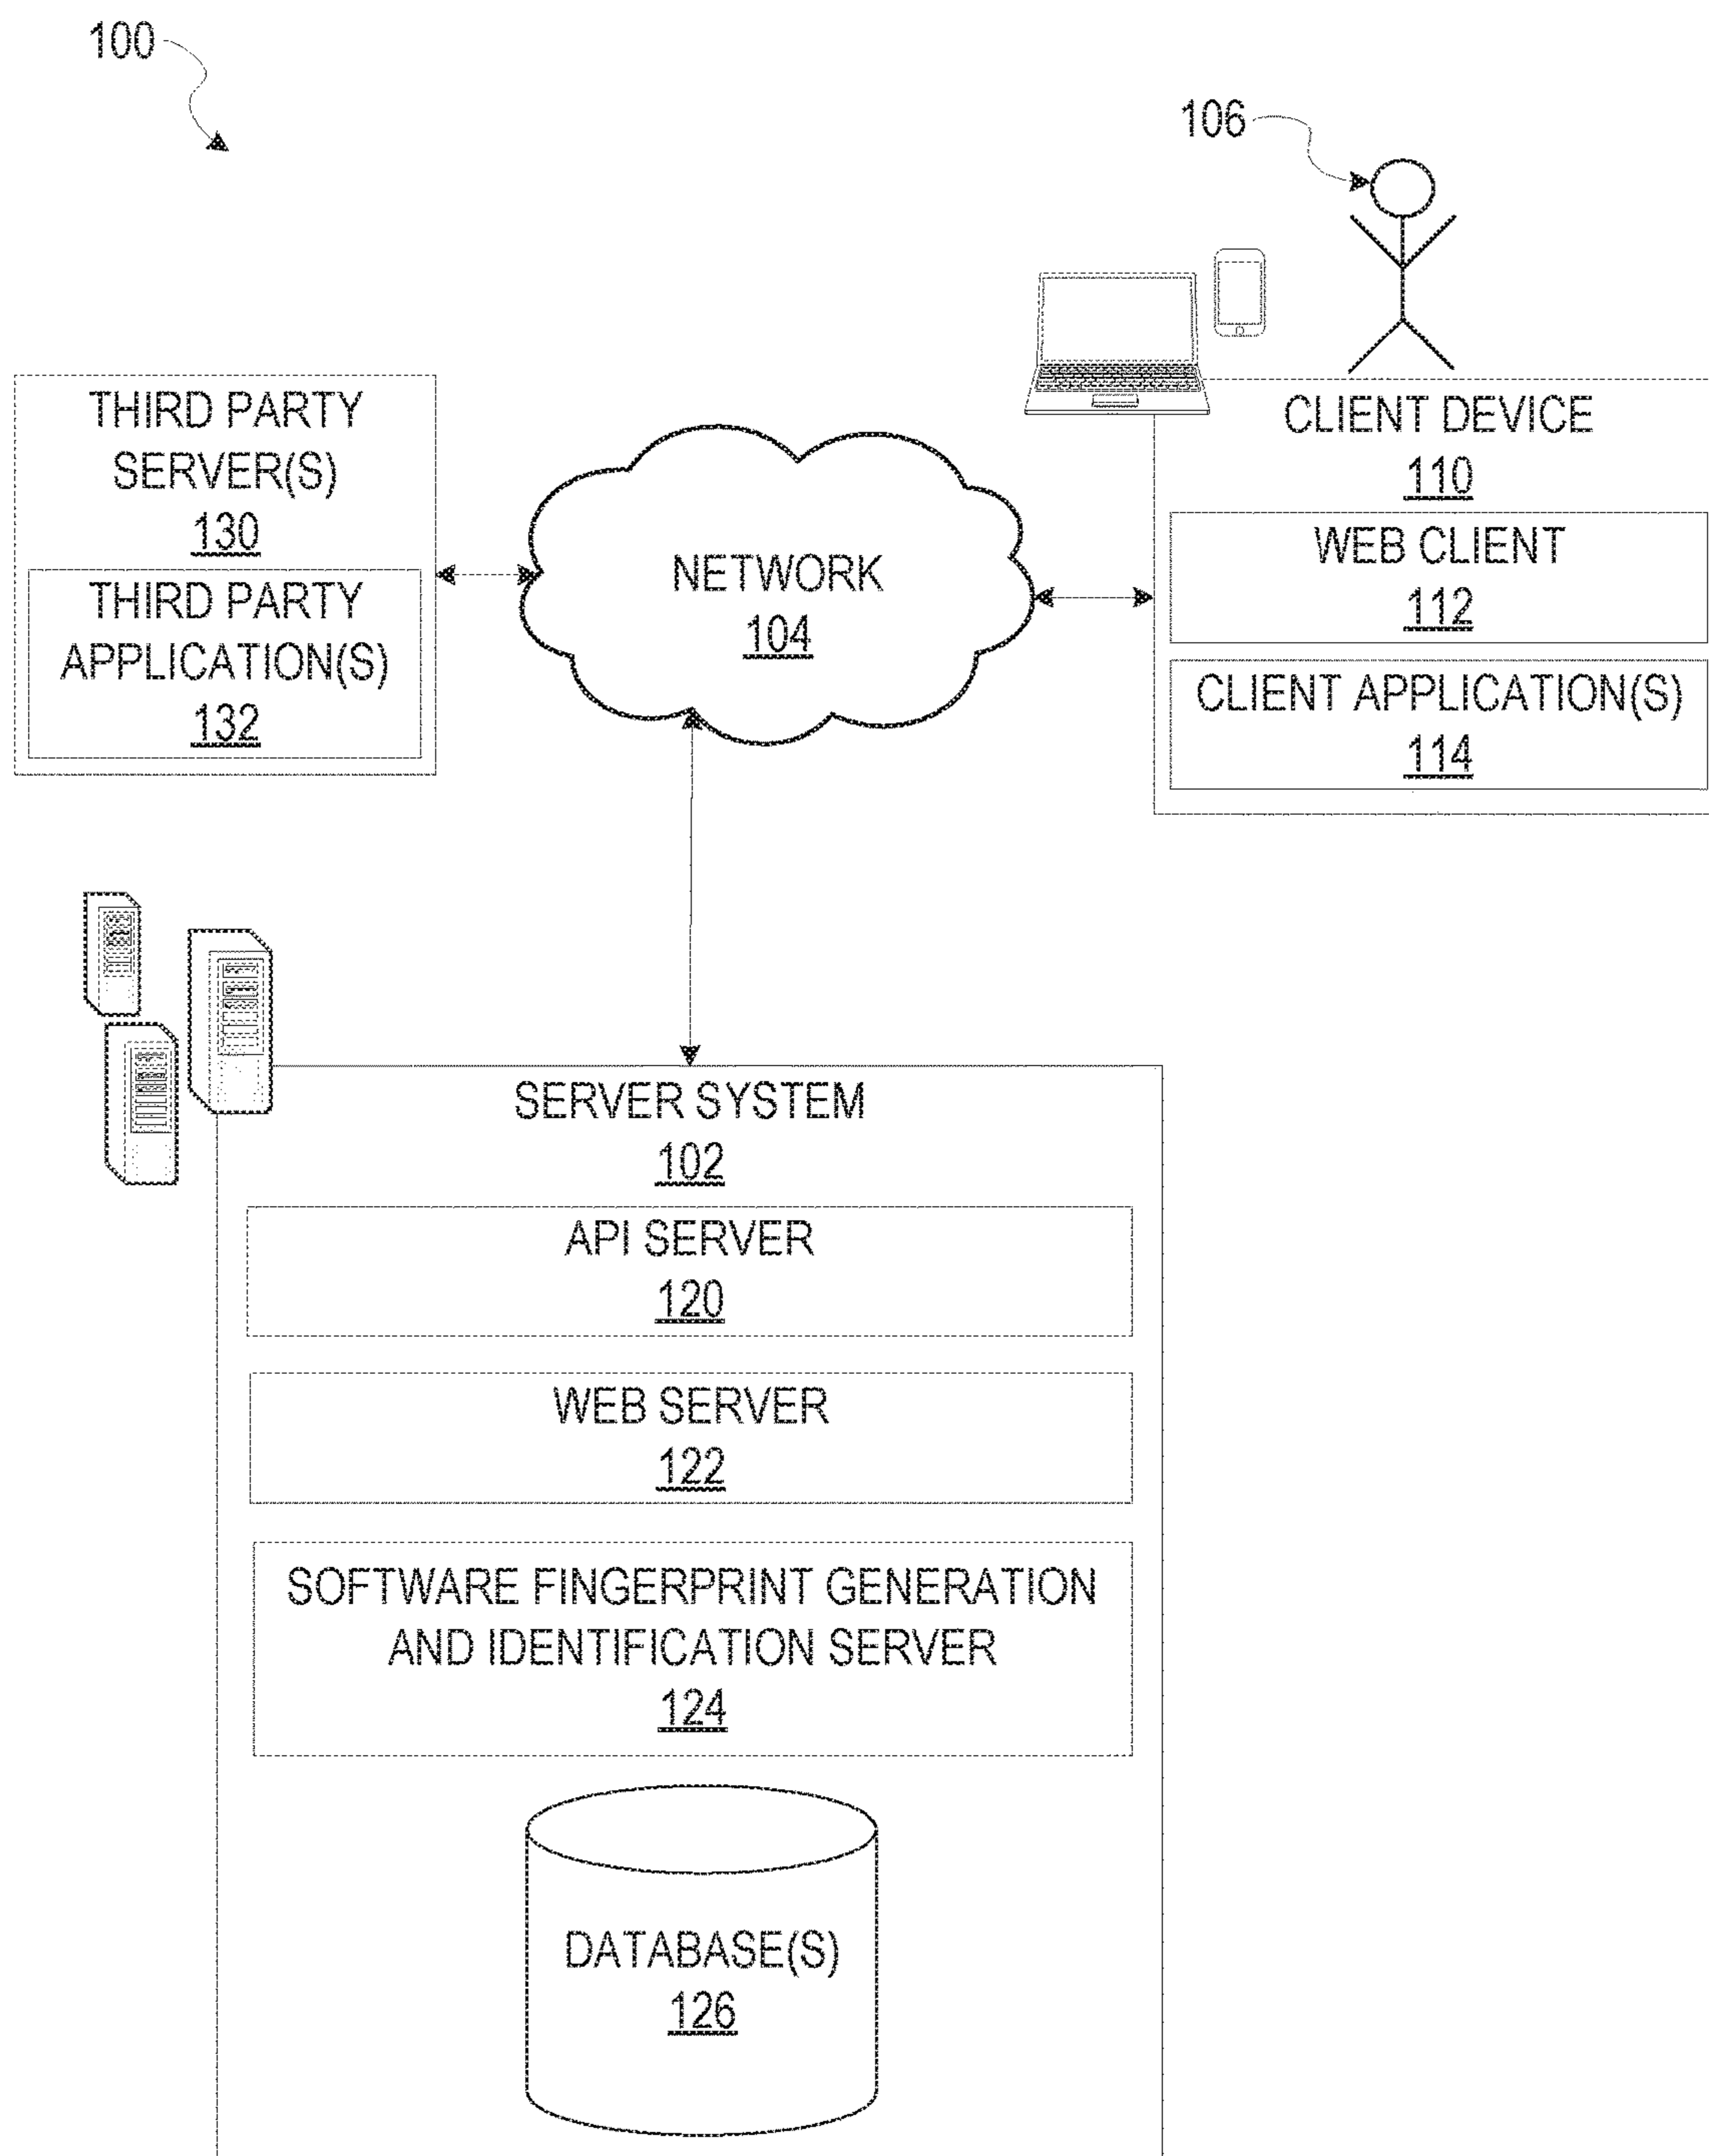 100
106
THIRD PARTY
SERVER(S)
130
THIRD PARTY
APPLICATION(S)
132
NETWORK
104
CLIENT DEVICE
110
WEB CLIENT
112
CLIENT APPLICATION(S)
114
SERVER SYSTEM
102
API SERVER
120
WEB SERVER
122
SOFTWARE FINGERPRINT GENERATION
AND IDENTIFICATION SERVER
124
DATABASE(S)
126